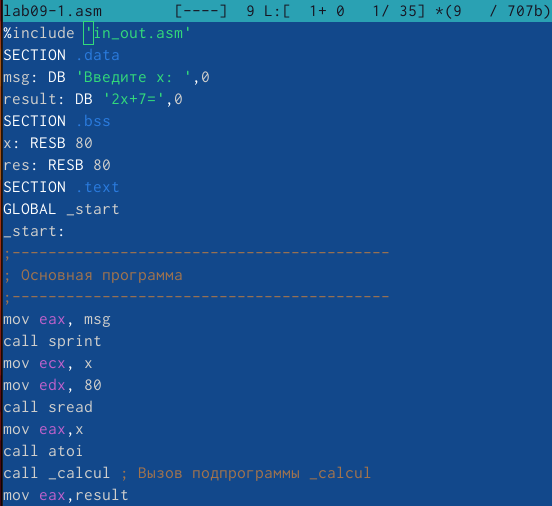 lab09-1.asm        [----]  9 L:[  1+ 0   1/ 35] *(9   / 707b)
%include 'in_out.asm'
SECTION .data
msg: DB 'Введите x: ',0
result: DB '2x+7=',0
SECTION .bss
x: RESB 80
res: RESB 80
SECTION .text
GLOBAL _start
_start:
;------------------------------------------
; Основная программа
;------------------------------------------
mov eax, msg
call sprint
mov ecx, x
mov edx, 80
call sread
mov eax,x
call atoi
call _calcul ; Вызов подпрограммы _calcul
mov eax,result